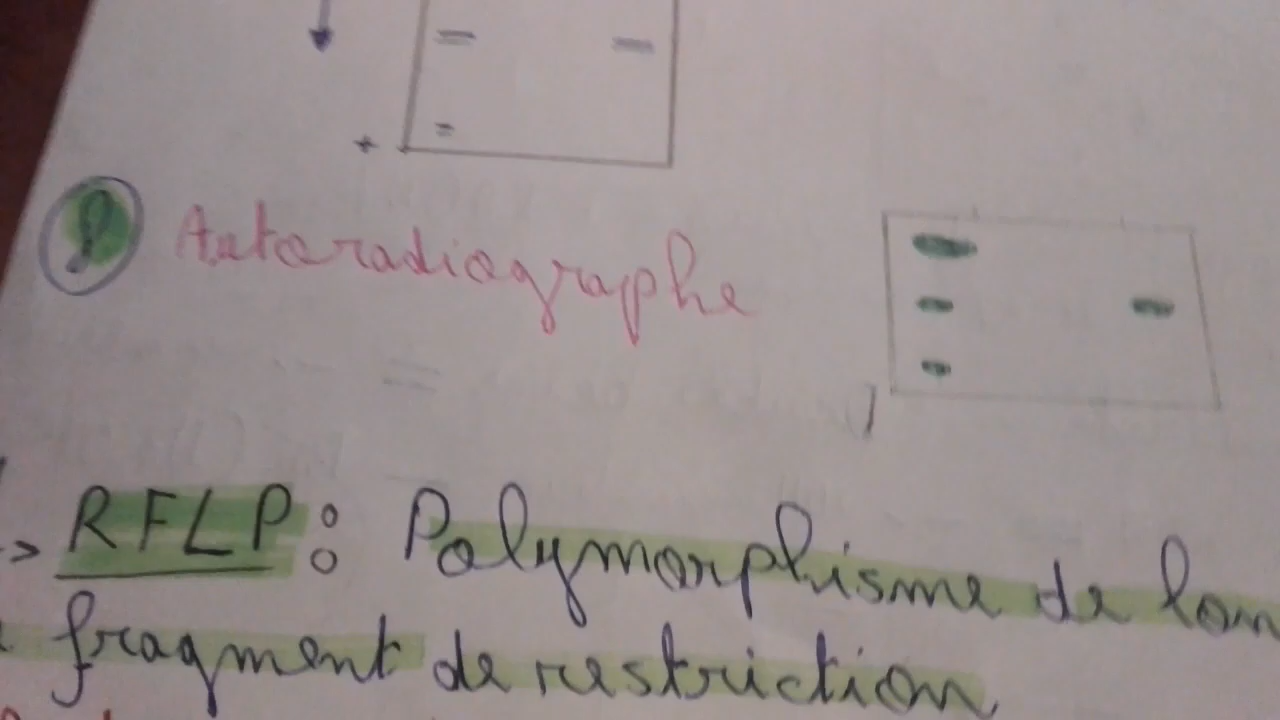 +
Autoradiographe
-> RFLP : Polymorphisme de lon
fragment de restriction